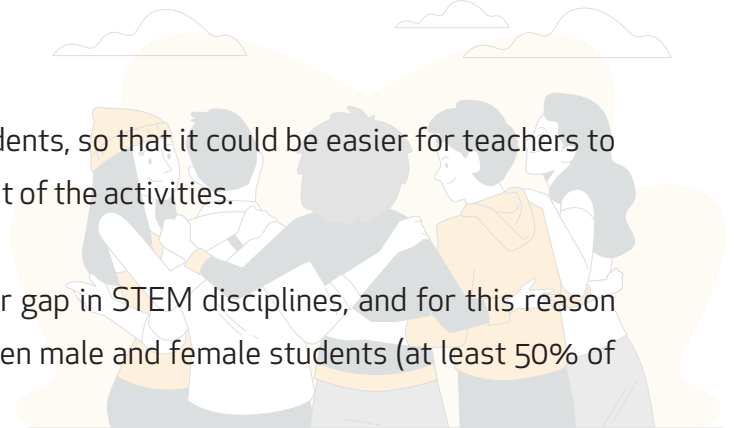 dents, so that it could be easier for teachers to
t of the activities.
r gap in STEM disciplines, and for this reason
en male and female students (at least 50% of